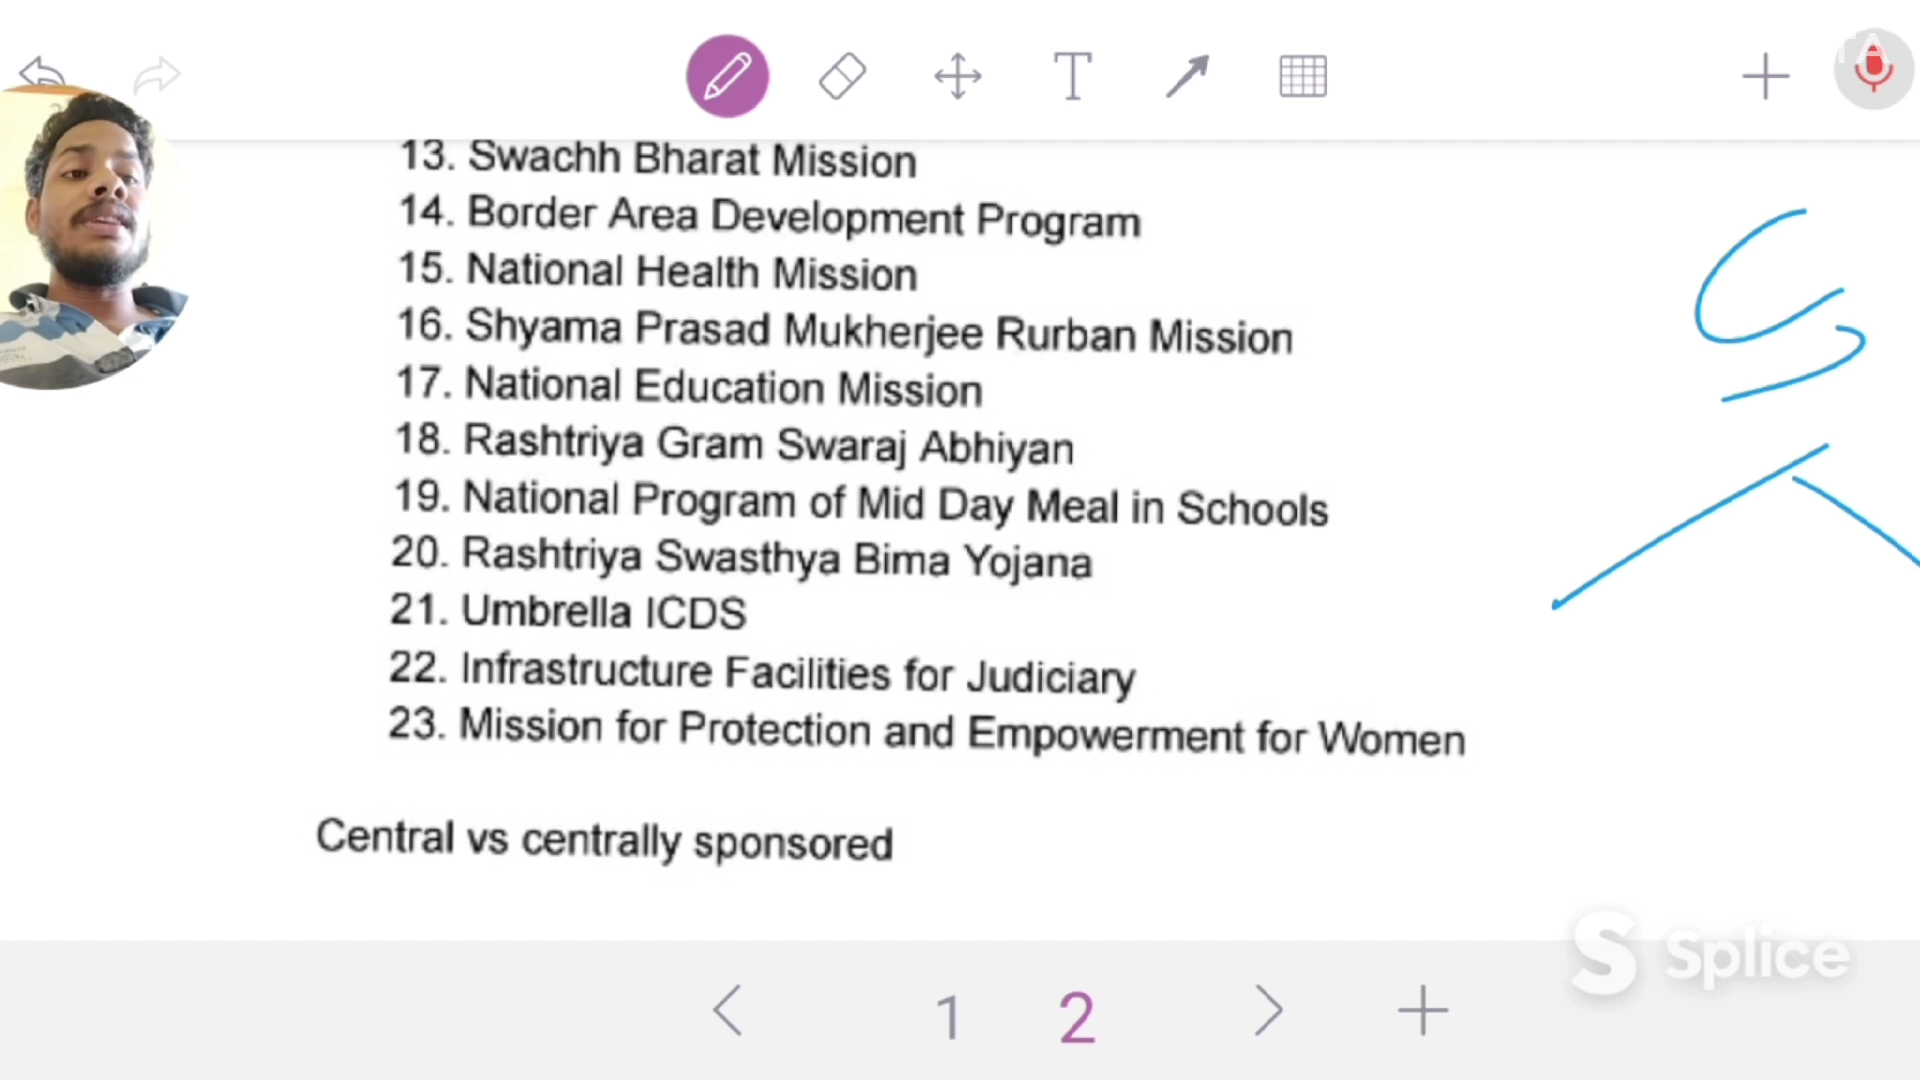 13. Swachh Bharat Mission
14. Border Area Development Program
15. National Health Mission
16. Shyama Prasad Mukherjee Rurban Mission
17. National Education Mission
18. Rashtriya Gram Swaraj Abhiyan
19. National Program of Mid Day Meal in Schools
20. Rashtriya Swasthya Bima Yojana
21. Umbrella ICDS
22. Infrastructure Facilities for Judiciary
23. Mission for Protection and Empowerment for Women
Central vs centrally sponsored
S Splice
1 2